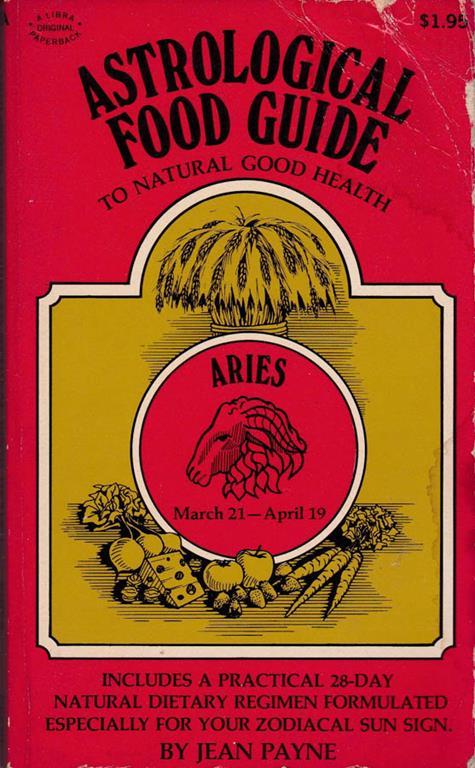 A LIBRA
ORIGINAL
PAPERBACK
$1.95
ASTROLOGICAL
FOOD GUIDE
TO NATURAL GOOD HEALTH
ARIES
March 21—April 19
INCLUDES A PRACTICAL 28-DAY
NATURAL DIETARY REGIMEN FORMULATED
ESPECIALLY FOR YOUR ZODIACAL SUN SIGN.
BY JEAN PAYNE